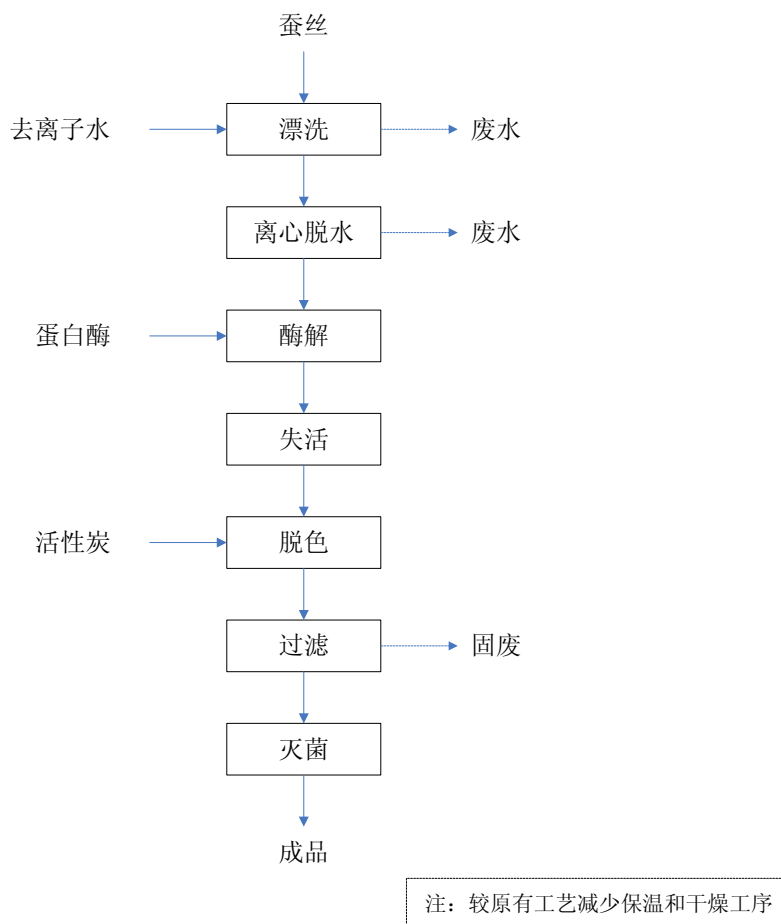 蚕丝
去离子水
漂洗
废水
离心脱水
废水
蛋白酶
酶解
失活
活性炭
脱色
过滤
固废
灭菌
成品
注：较原有工艺减少保温和干燥工序